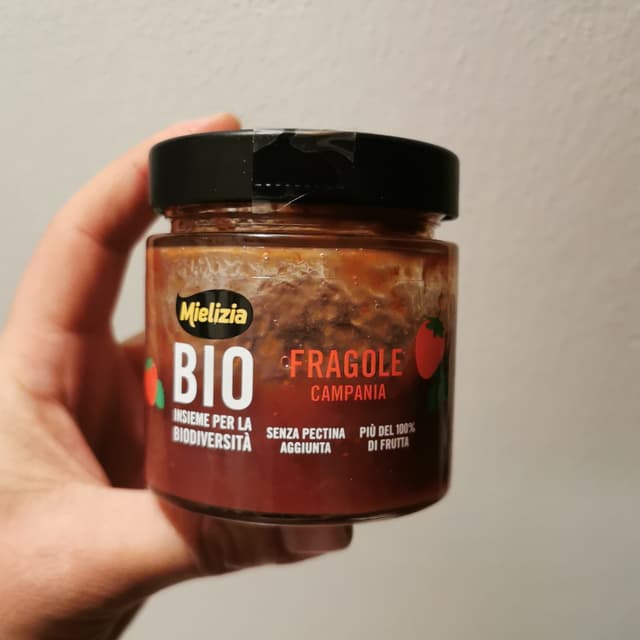 Mielizia
BIO
INSIEME PER LA
BIODIVERSITÀ
FRAGOLE
CAMPANIA
SENZA PECTINA
AGGIUNTA
PIÙ DEL 100%
DI FRUTTA